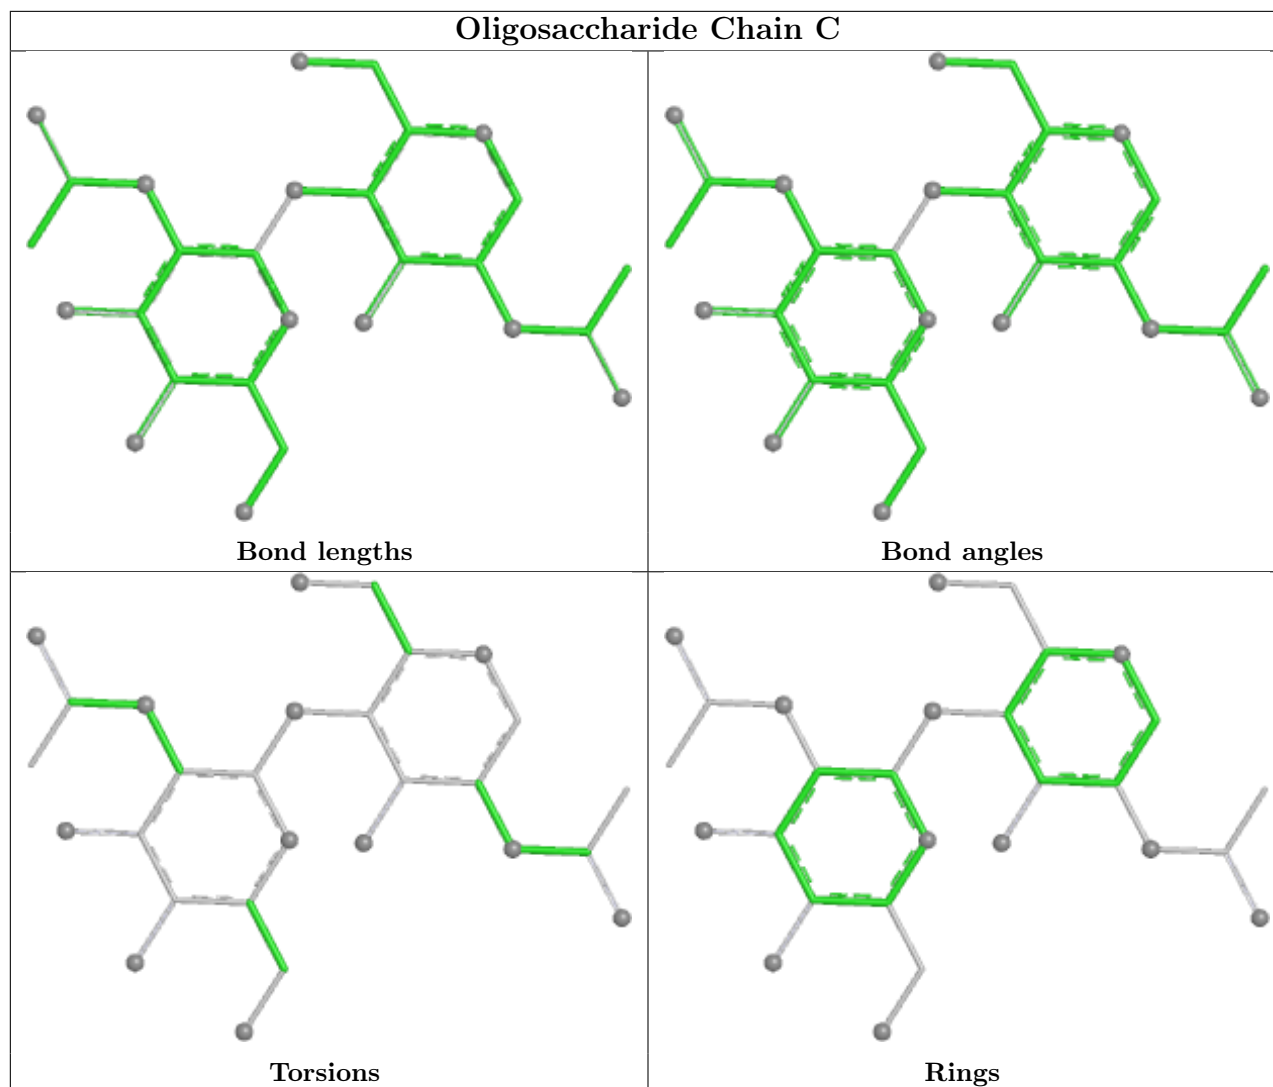 Oligosaccharide Chain C
Bond lengths
Bond angles
Torsions
Rings